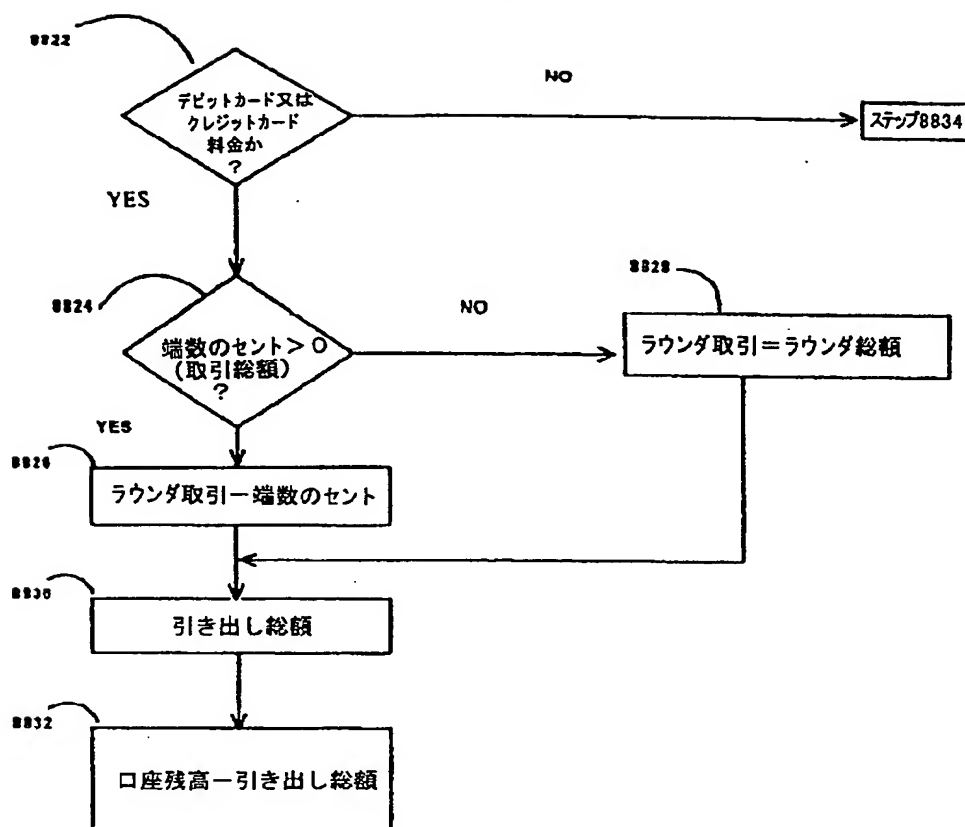 8822
デビットカード又は
クレジットカード
料金か
?
NO
ステップ8834
YES
8824
端数のセント>0
(取引総額)
?
NO
8828
ラウンダ取引=ラウンダ総額
YES
8826
ラウンダ取引-端数のセント
8830
引き出し総額
8832
口座残高-引き出し総額